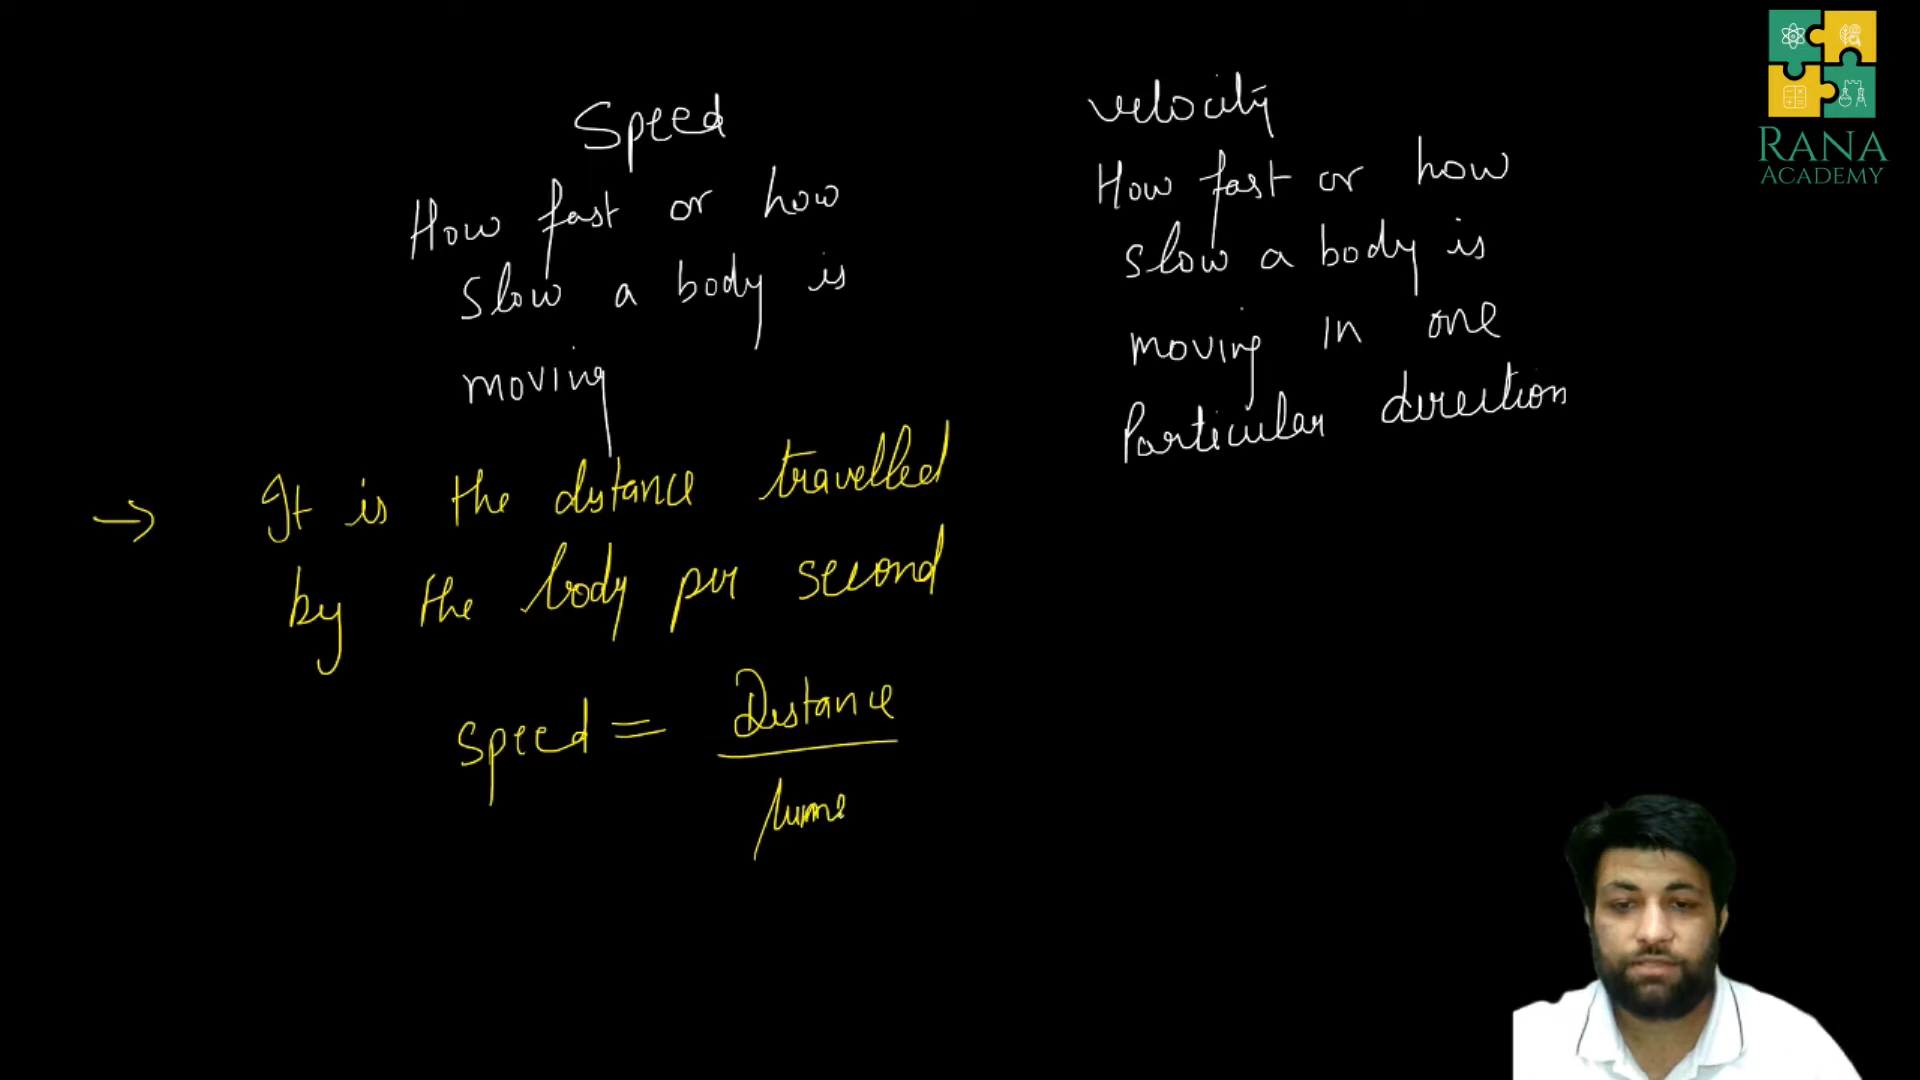 Speed
How fast or how
slow a body is
moving
→ It is the distance travelled
by the body per second
speed = Distance
time
velocity
How fast or how
slow a body is
moving in one
Particular direction
RANA
ACADEMY